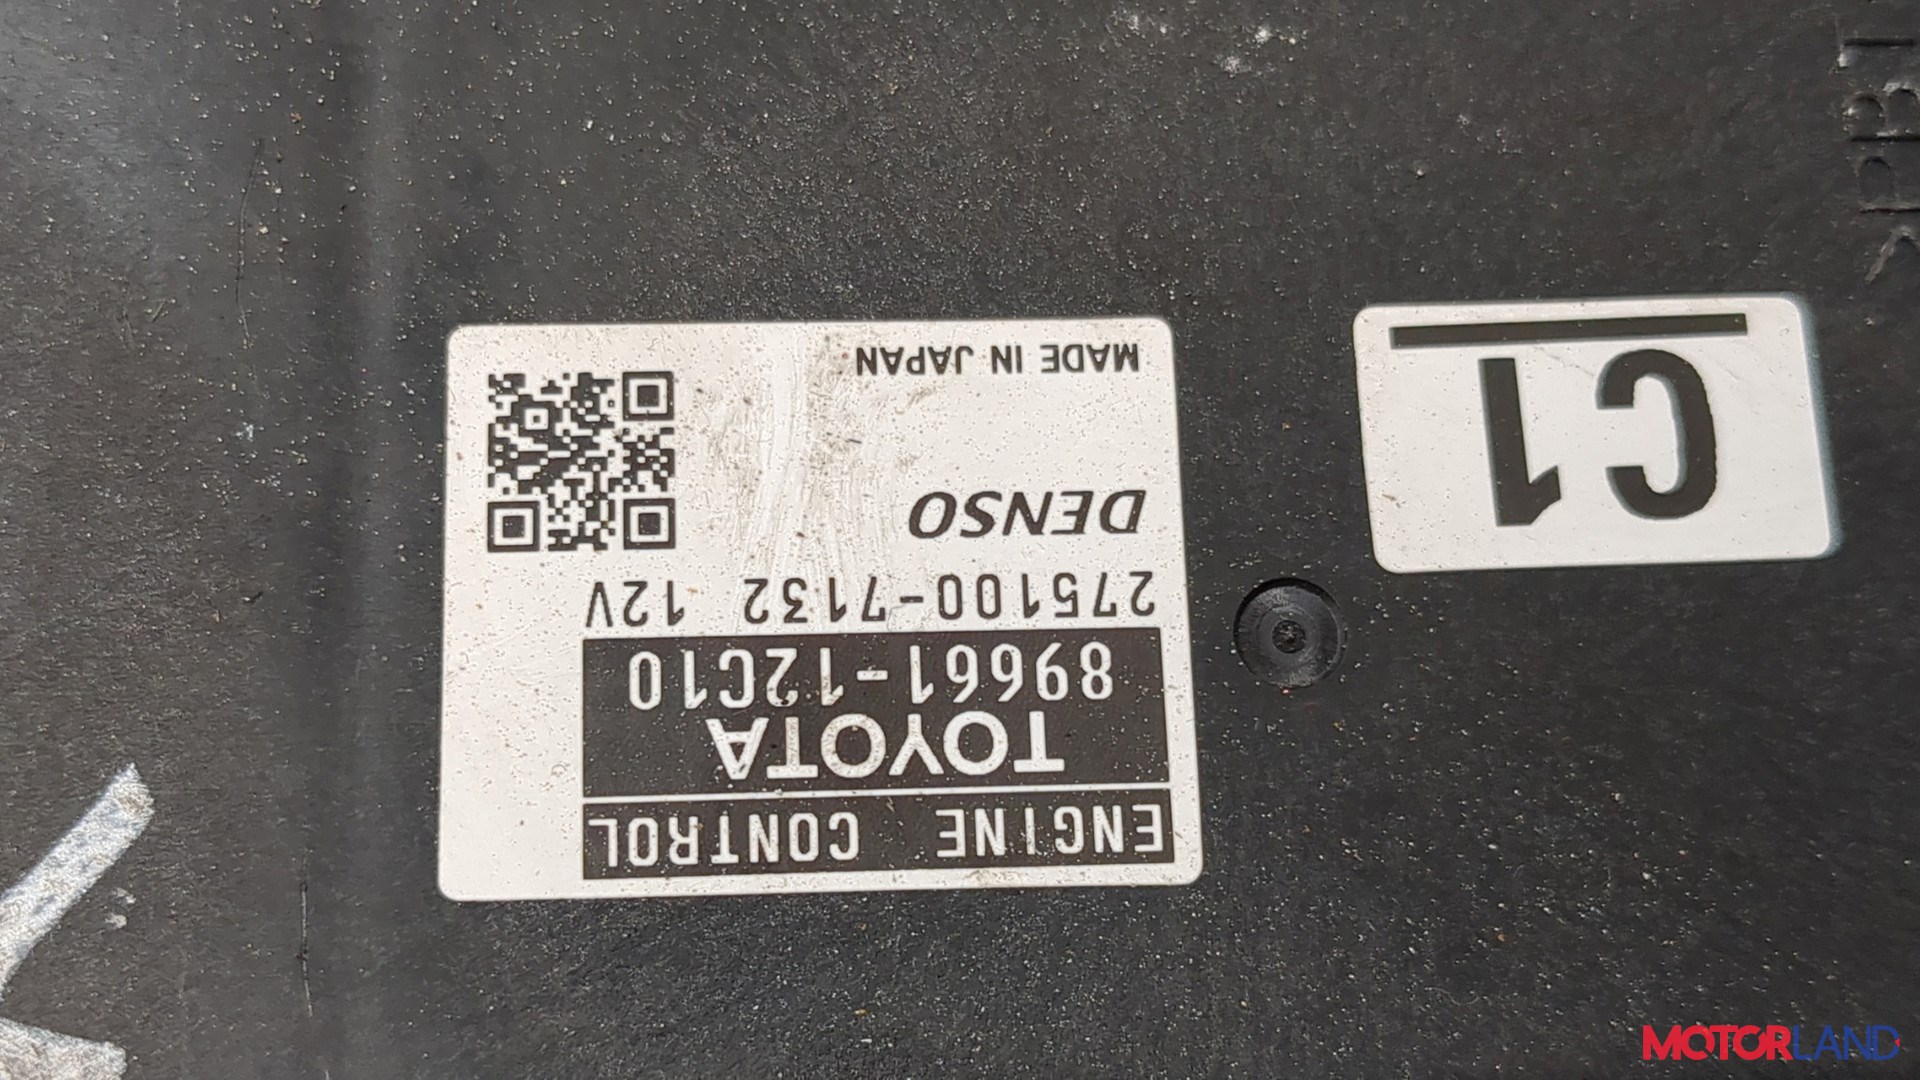 ENGINE CONTROL
TOYOTA
89661-12C10
275100-7132 12V
DENSO
MADE IN JAPAN
C1
MOTORLAND